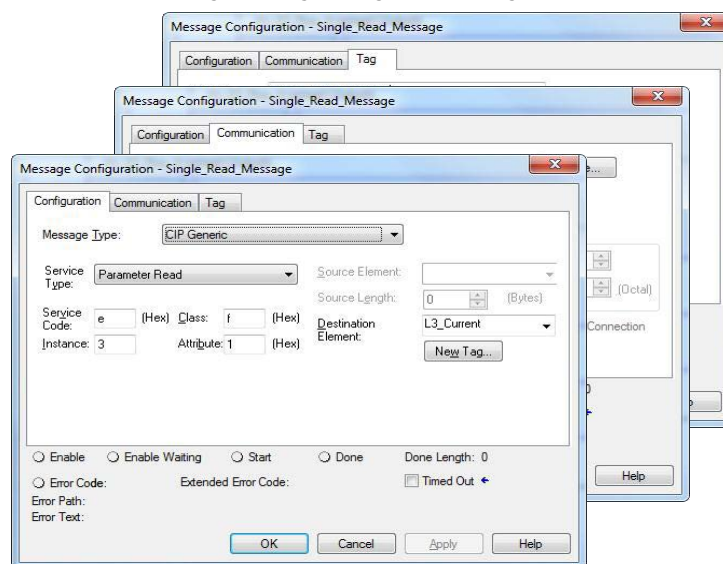 Message Configuration - Single_Read_Message
Configuration Communication Tag
Message Configuration - Single_Read_Message
Configuration Communication Tag
(Octal)
Connection
Help
Message Configuration - Single_Read_Message
Configuration Communication Tag
Message Type: CIP Generic
Service Type: Parameter Read
Source Element:
Source Length: 0 (Bytes)
Service Code: e (Hex) Class: f (Hex)
Destination Element: L3_Current
Instance: 3 Attribute: 1 (Hex)
New Tag...
Enable Enable Waiting Start Done Done Length: 0
Error Code: Extended Error Code: Timed Out
Error Path:
Error Text:
OK Cancel Apply Help